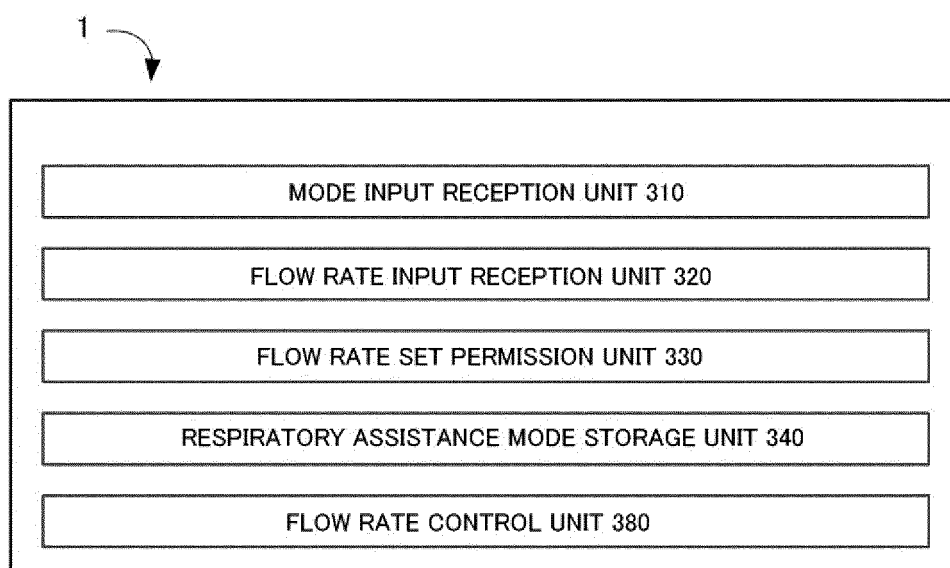 1
MODE INPUT RECEPTION UNIT 310
FLOW RATE INPUT RECEPTION UNIT 320
FLOW RATE SET PERMISSION UNIT 330
RESPIRATORY ASSISTANCE MODE STORAGE UNIT 340
FLOW RATE CONTROL UNIT 380